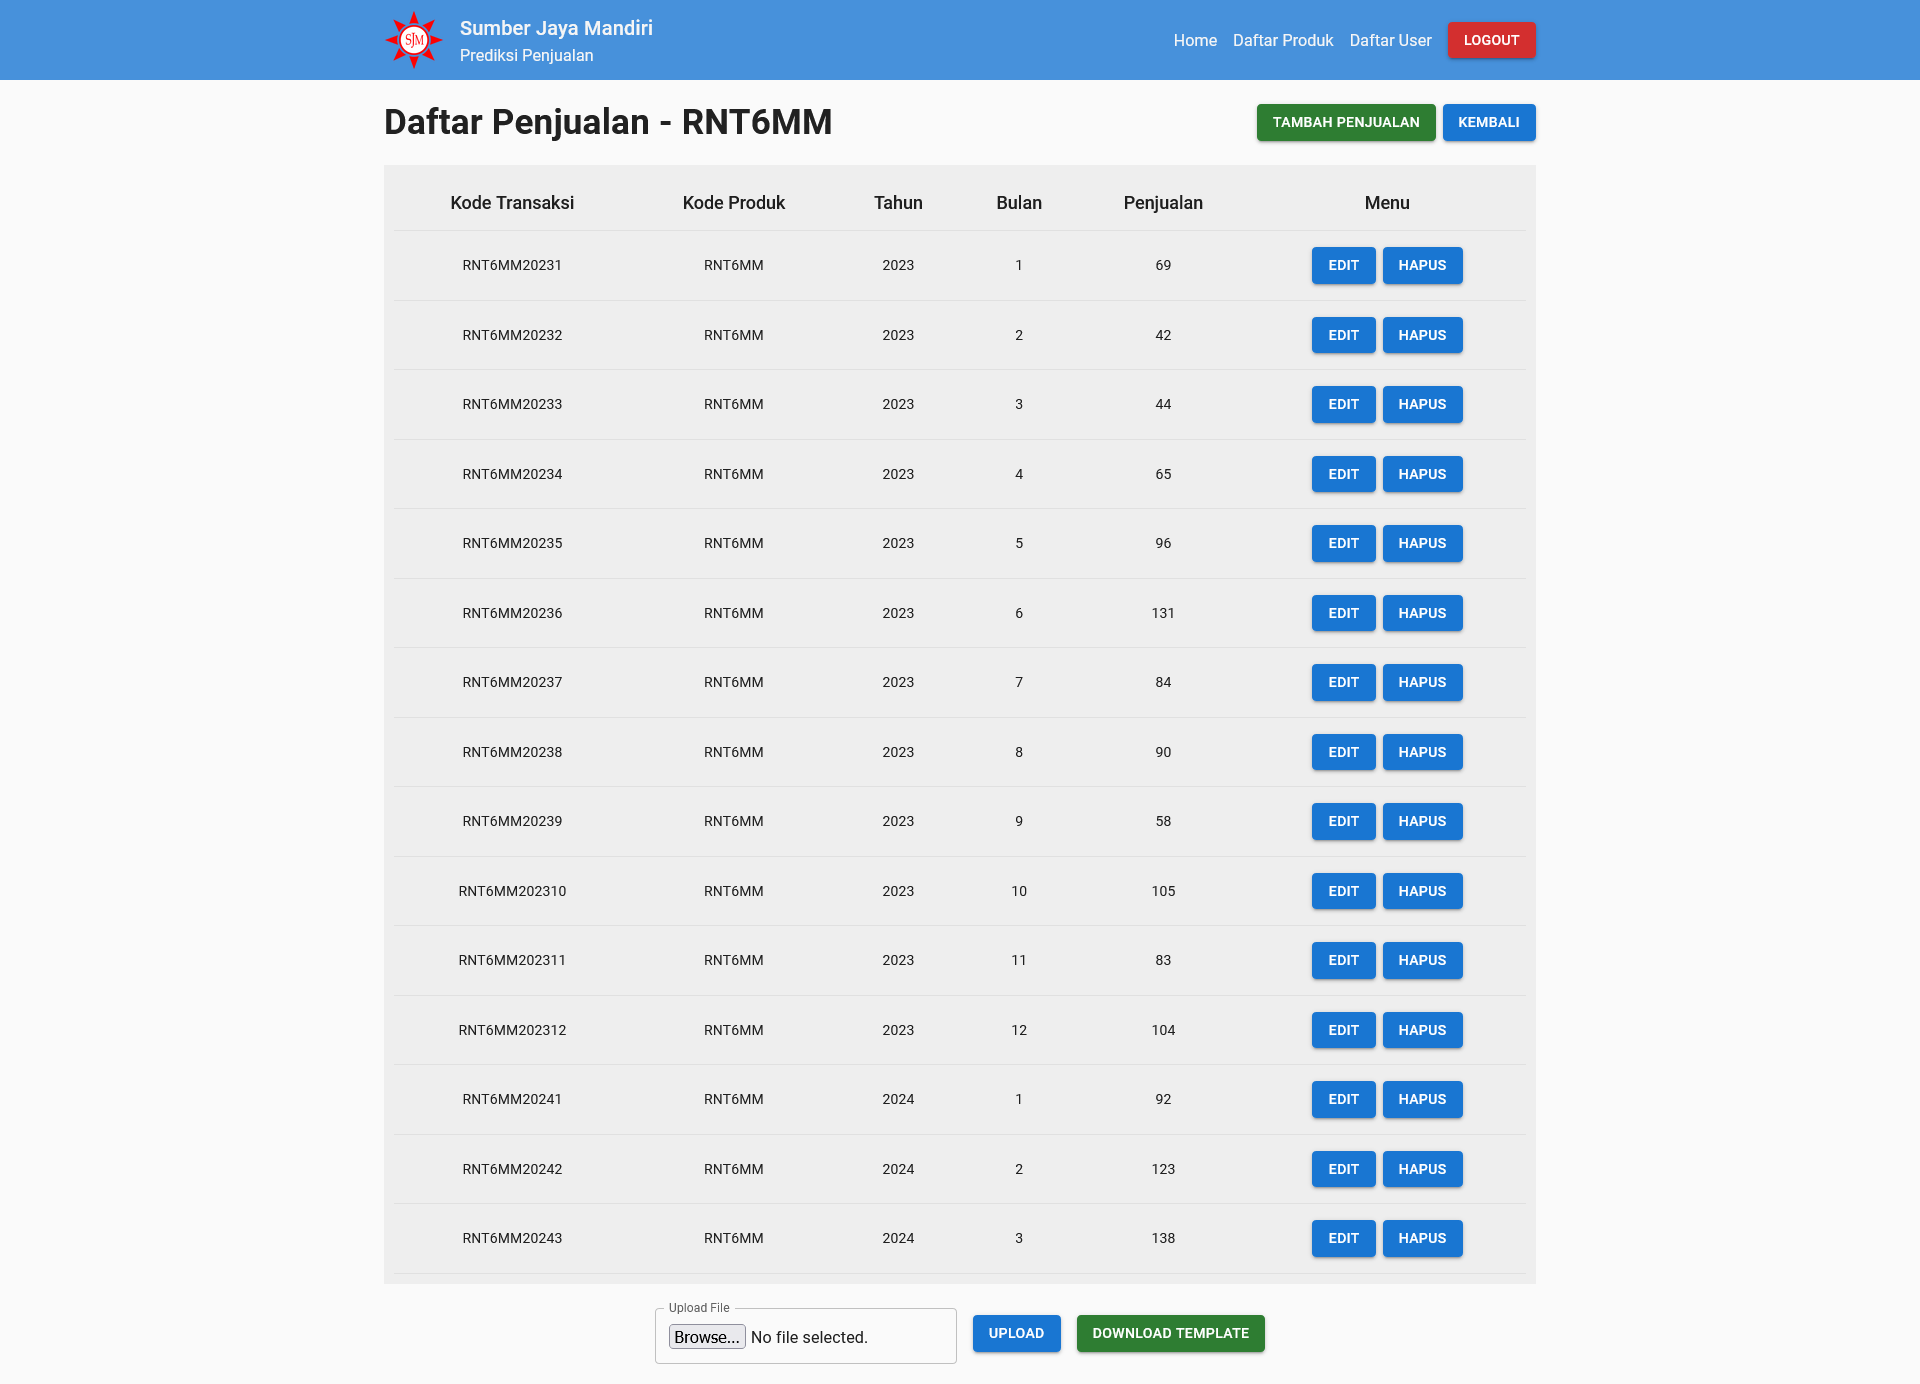 SJM
Sumber Jaya Mandiri
Prediksi Penjualan
Home Daftar Produk Daftar User LOGOUT
Daftar Penjualan - RNT6MM
TAMBAH PENJUALAN KEMBALI
Kode Transaksi Kode Produk Tahun Bulan Penjualan Menu
RNT6MM20231 RNT6MM 2023 1 69 EDIT HAPUS
RNT6MM20232 RNT6MM 2023 2 42 EDIT HAPUS
RNT6MM20233 RNT6MM 2023 3 44 EDIT HAPUS
RNT6MM20234 RNT6MM 2023 4 65 EDIT HAPUS
RNT6MM20235 RNT6MM 2023 5 96 EDIT HAPUS
RNT6MM20236 RNT6MM 2023 6 131 EDIT HAPUS
RNT6MM20237 RNT6MM 2023 7 84 EDIT HAPUS
RNT6MM20238 RNT6MM 2023 8 90 EDIT HAPUS
RNT6MM20239 RNT6MM 2023 9 58 EDIT HAPUS
RNT6MM202310 RNT6MM 2023 10 105 EDIT HAPUS
RNT6MM202311 RNT6MM 2023 11 83 EDIT HAPUS
RNT6MM202312 RNT6MM 2023 12 104 EDIT HAPUS
RNT6MM20241 RNT6MM 2024 1 92 EDIT HAPUS
RNT6MM20242 RNT6MM 2024 2 123 EDIT HAPUS
RNT6MM20243 RNT6MM 2024 3 138 EDIT HAPUS
Upload File
Browse... No file selected. UPLOAD DOWNLOAD TEMPLATE